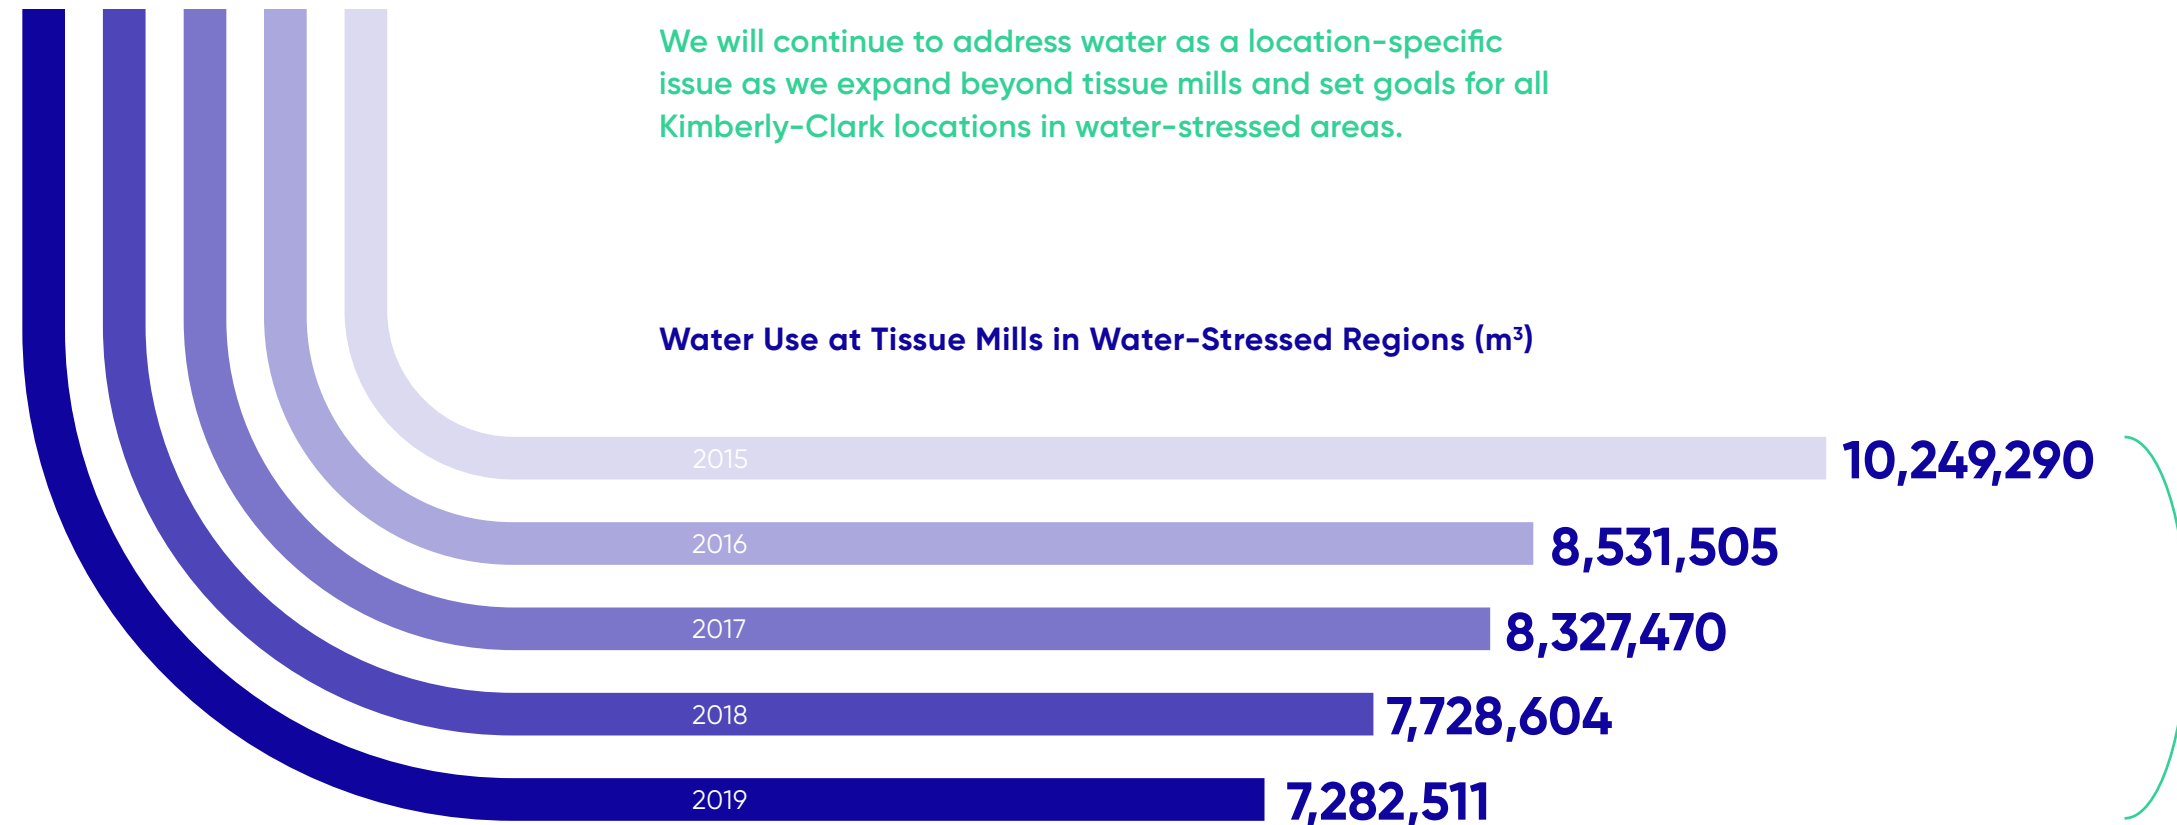 We will continue to address water as a location-specific
issue as we expand beyond tissue mills and set goals for all
Kimberly-Clark locations in water-stressed areas.
Water Use at Tissue Mills in Water-Stressed Regions (m³)
2015 10,249,290
2016 8,531,505
2017 8,327,470
2018 7,728,604
2019 7,282,511